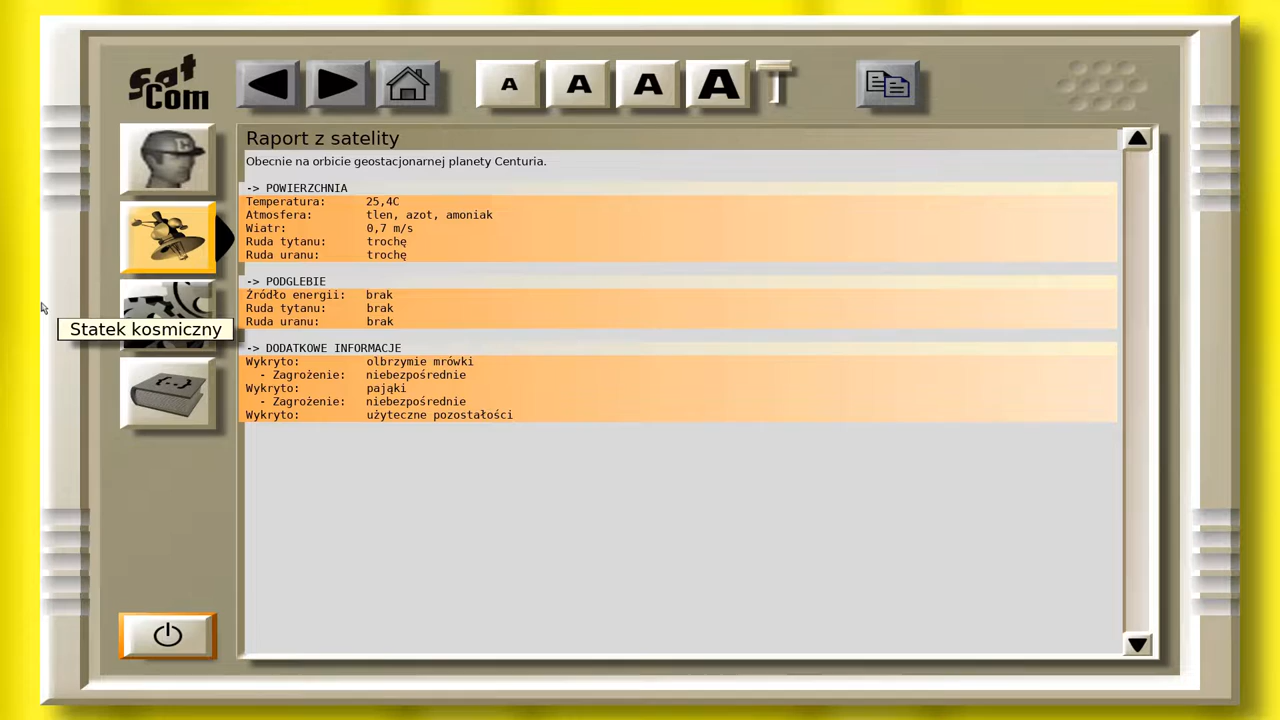 Sat
Com
A A A A
Raport z satelity
Obecnie na orbicie geostacjonarnej planety Centuria.
-> POWIERZCHNIA
Temperatura: 25,4C
Atmosfera: tlen, azot, amoniak
Wiatr: 0,7 m/s
Ruda tytanu: trochę
Ruda uranu: trochę
-> PODGLEBIE
Źródło energii: brak
Ruda tytanu: brak
Ruda uranu: brak
-> DODATKOWE INFORMACJE
Wykryto: olbrzymie mrówki
- Zagrożenie: niebezpośrednie
Wykryto: pająki
- Zagrożenie: niebezpośrednie
Wykryto: użyteczne pozostałości
Statek kosmiczny
{..}